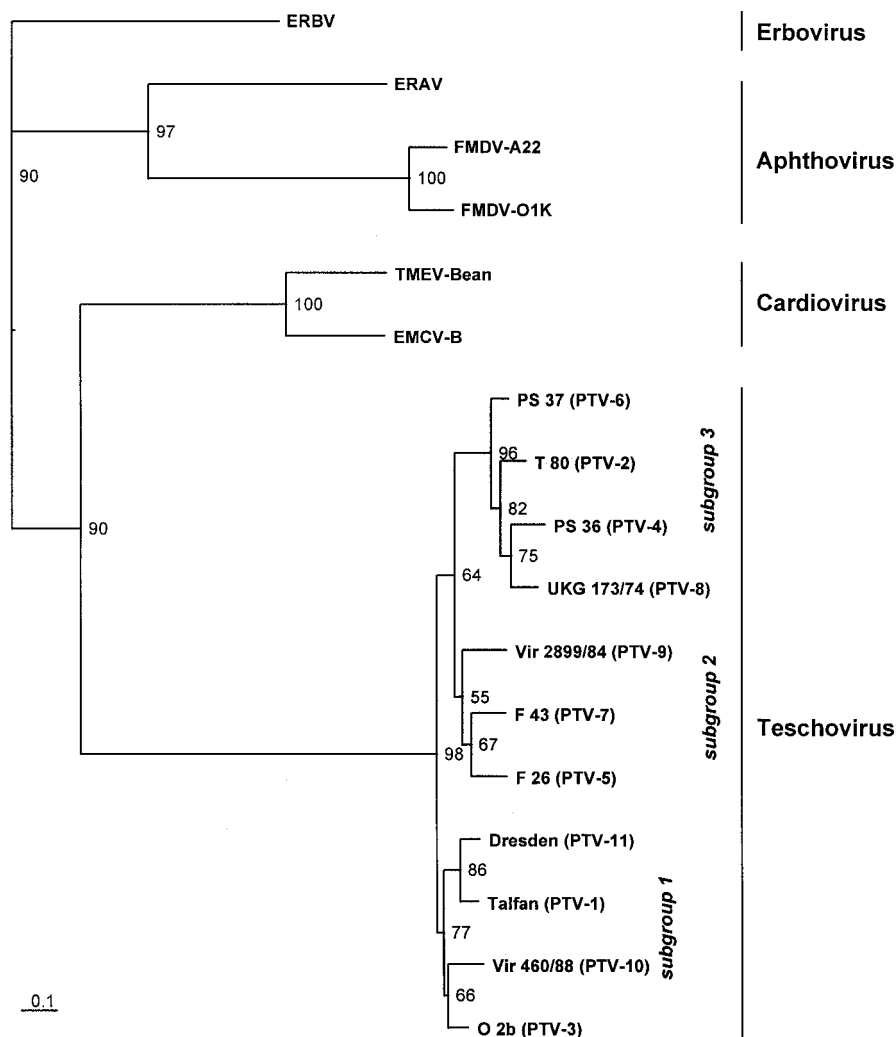 ERBV
Erbovirus
ERAV
97
FMDV-A22
Aphthovirus
90
100
FMDV-O1K
TMEV-Bean
100
Cardiovirus
EMCV-B
PS 37 (PTV-6)
96
T 80 (PTV-2)
subgroup 3
82
PS 36 (PTV-4)
90
75
64
UKG 173/74 (PTV-8)
Vir 2899/84 (PTV-9)
55
subgroup 2
F 43 (PTV-7)
Teschovirus
67
98
F 26 (PTV-5)
Dresden (PTV-11)
86
Talfan (PTV-1)
subgroup 1
77
Vir 460/88 (PTV-10)
66
0.1
O 2b (PTV-3)